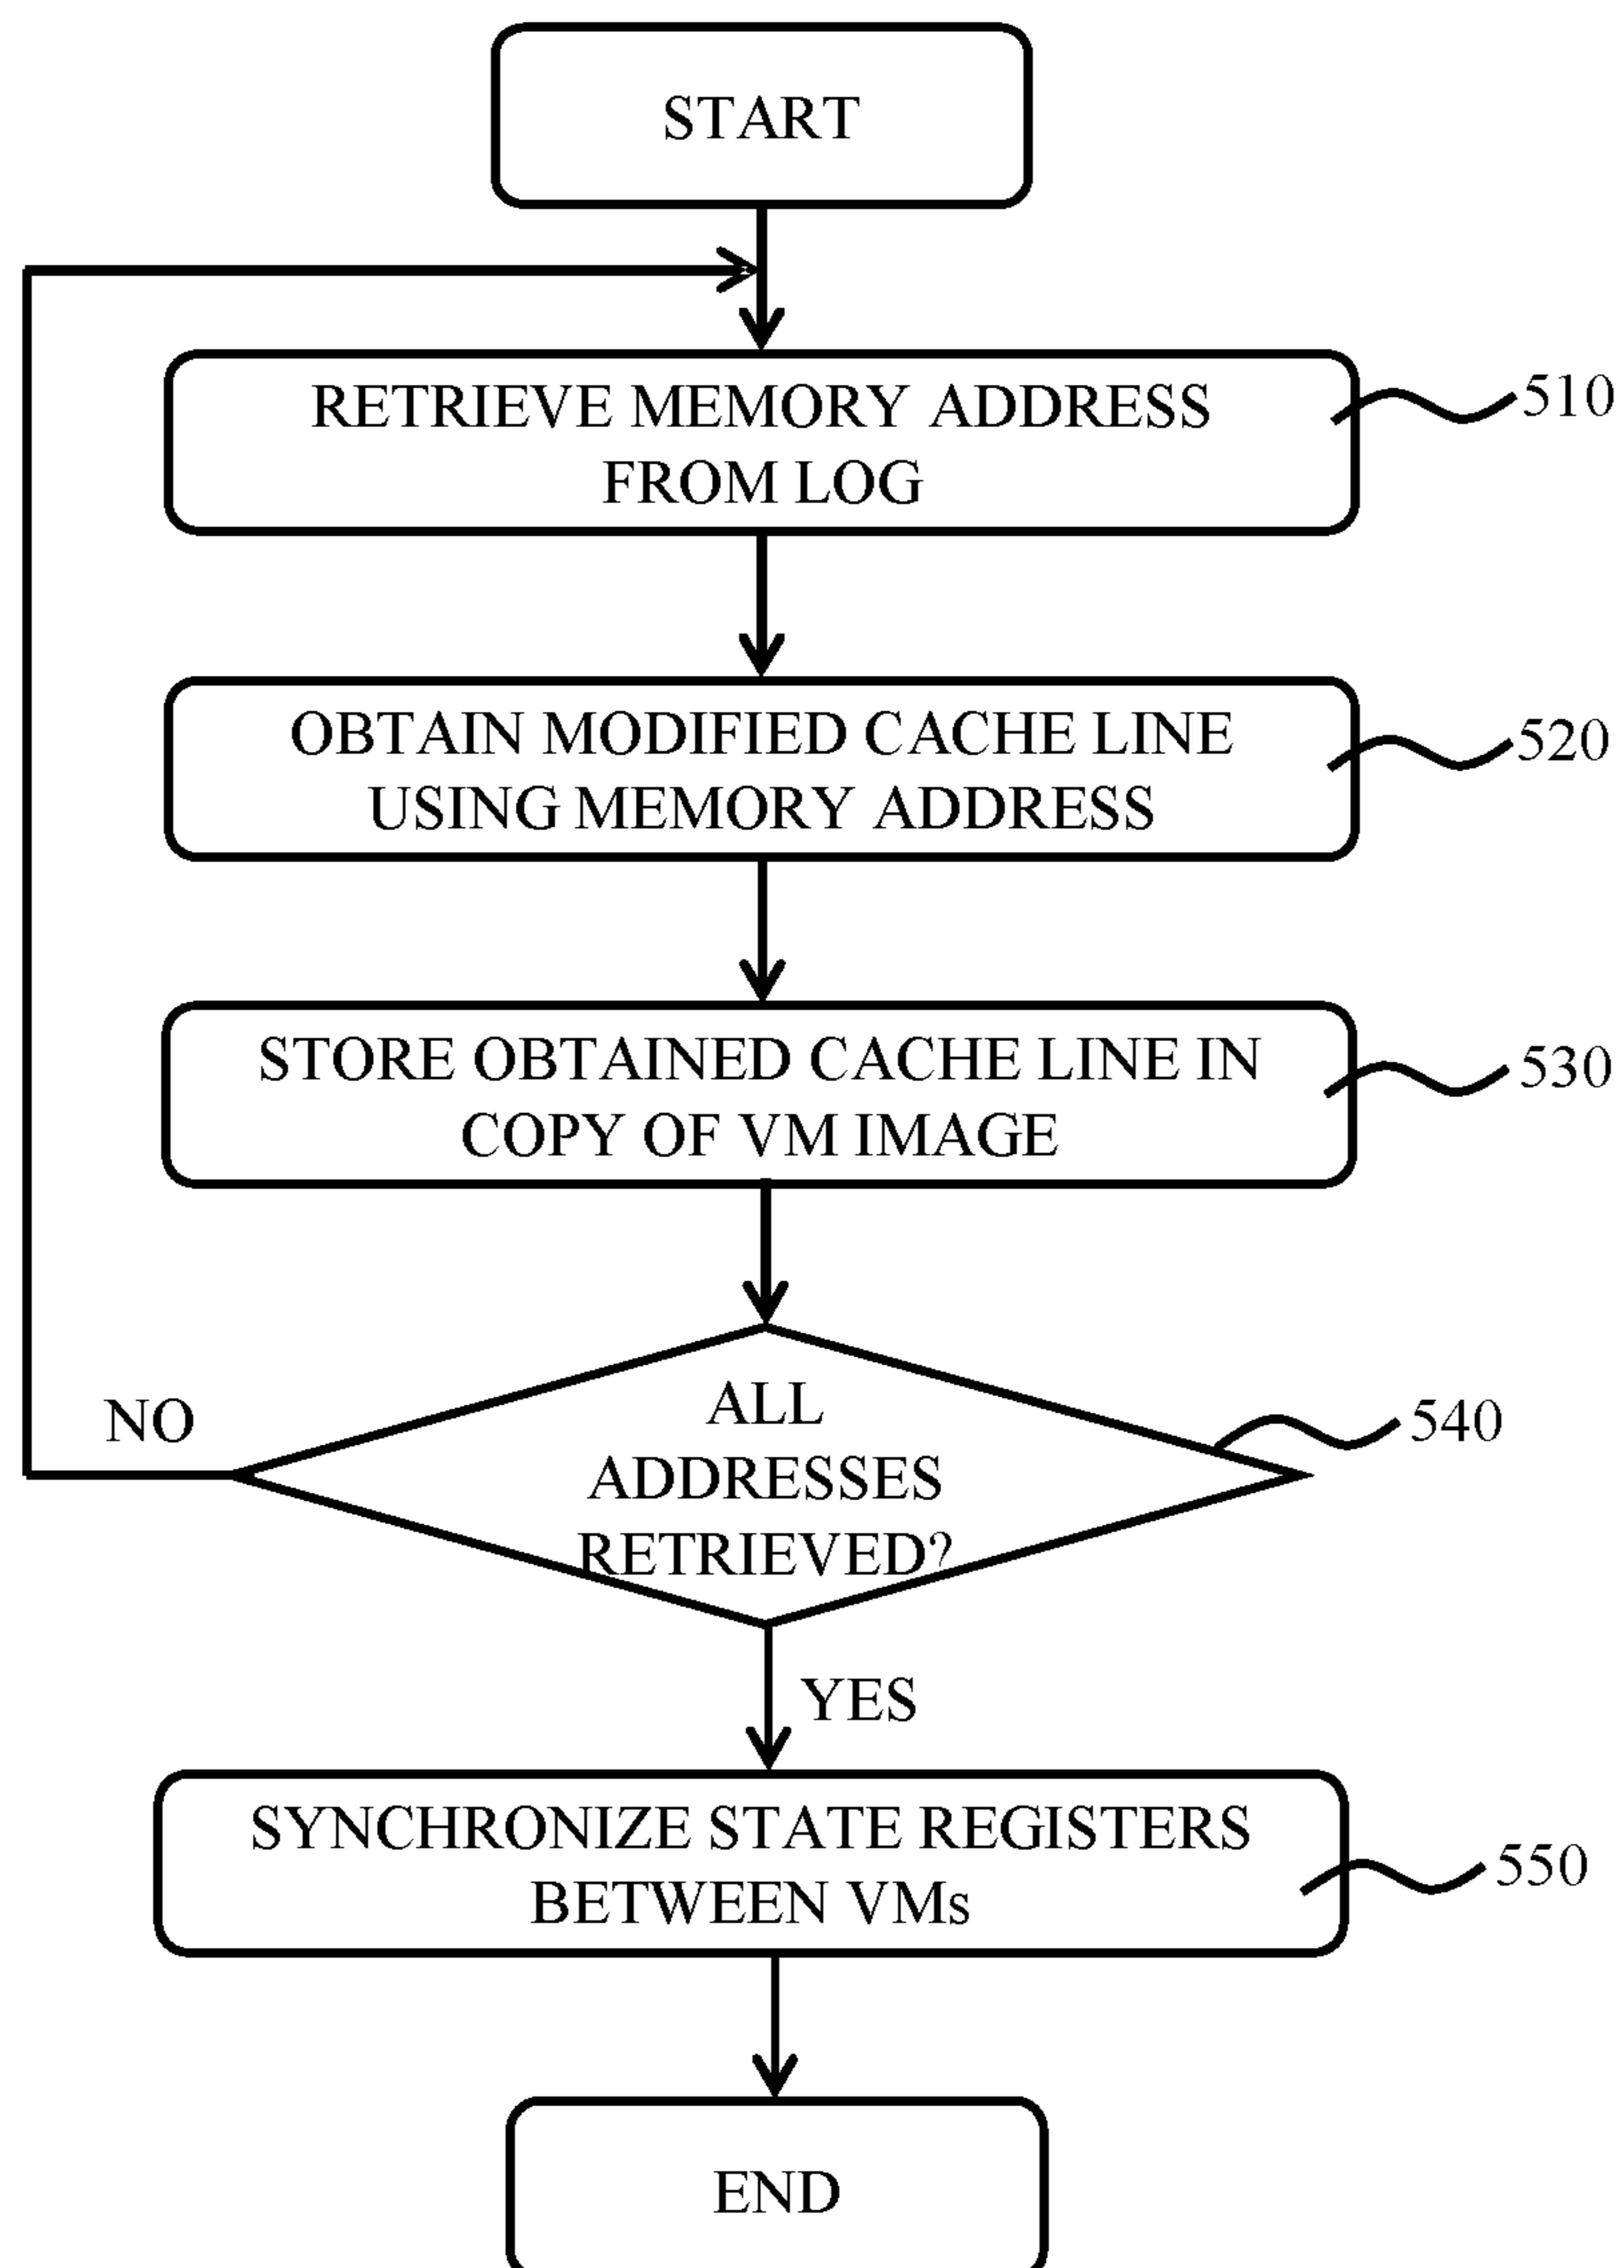 START
RETRIEVE MEMORY ADDRESS
FROM LOG
510
OBTAIN MODIFIED CACHE LINE
USING MEMORY ADDRESS
520
STORE OBTAINED CACHE LINE IN
COPY OF VM IMAGE
530
ALL
ADDRESSES
RETRIEVED?
540
NO
YES
SYNCHRONIZE STATE REGISTERS
BETWEEN VMs
550
END